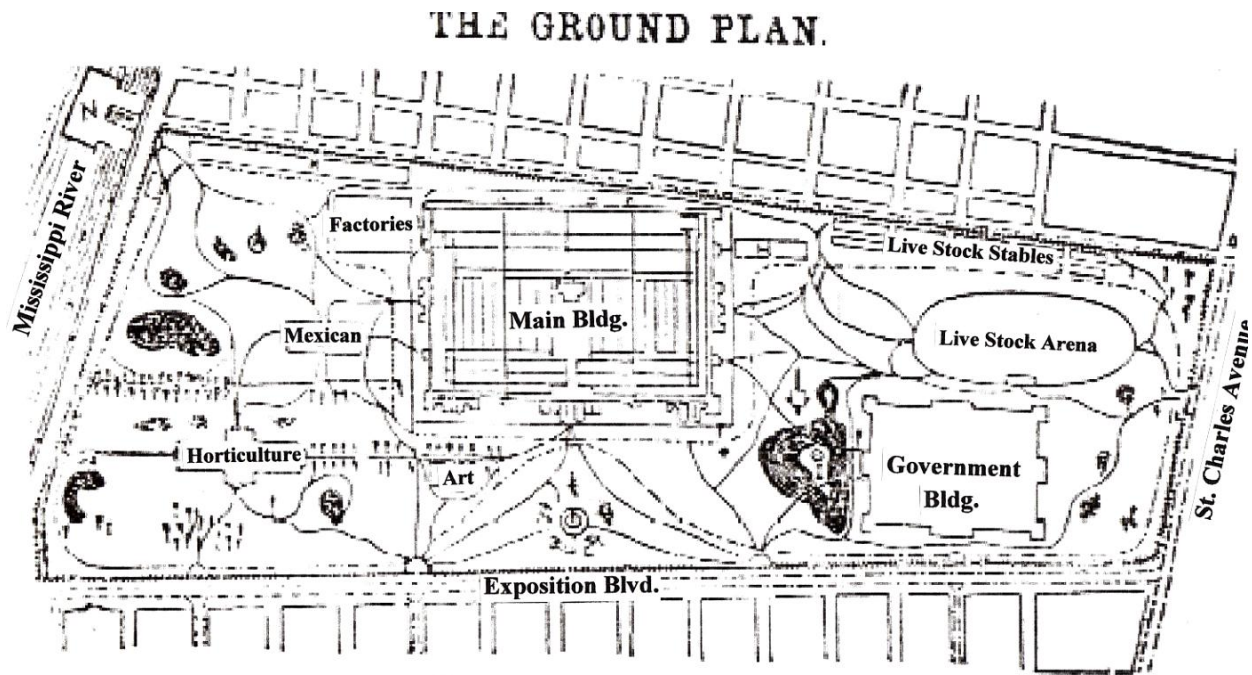 THE GROUND PLAN.
N
Mississippi River
Factories
Live Stock Stables
Main Bldg.
Mexican
Live Stock Arena
St. Charles Avenue
Horticulture
Art
Government
Bldg.
Exposition Blvd.